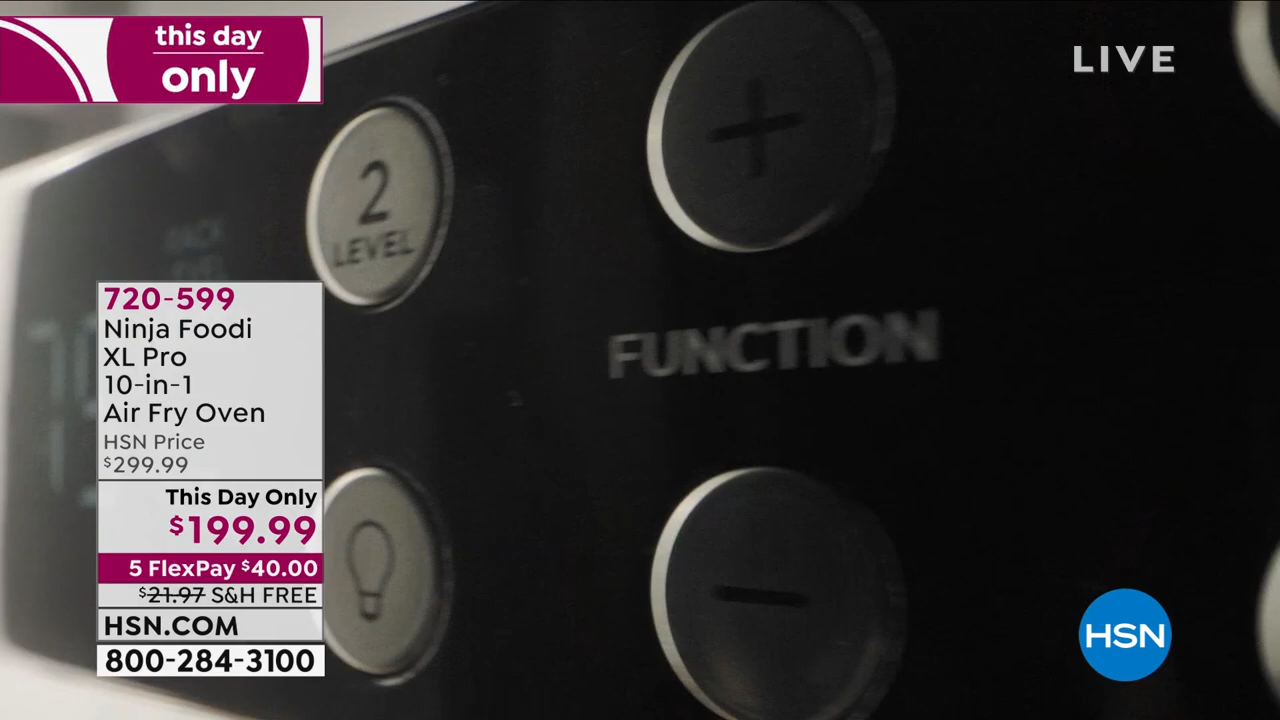 this day
only
LIVE
2
LEVEL
FUNCTION
720-599
Ninja Foodi
XL Pro
10-in-1
Air Fry Oven
HSN Price
$299.99
This Day Only
$199.99
5 FlexPay $40.00
$21.97 S&H FREE
HSN.COM
800-284-3100
HSN